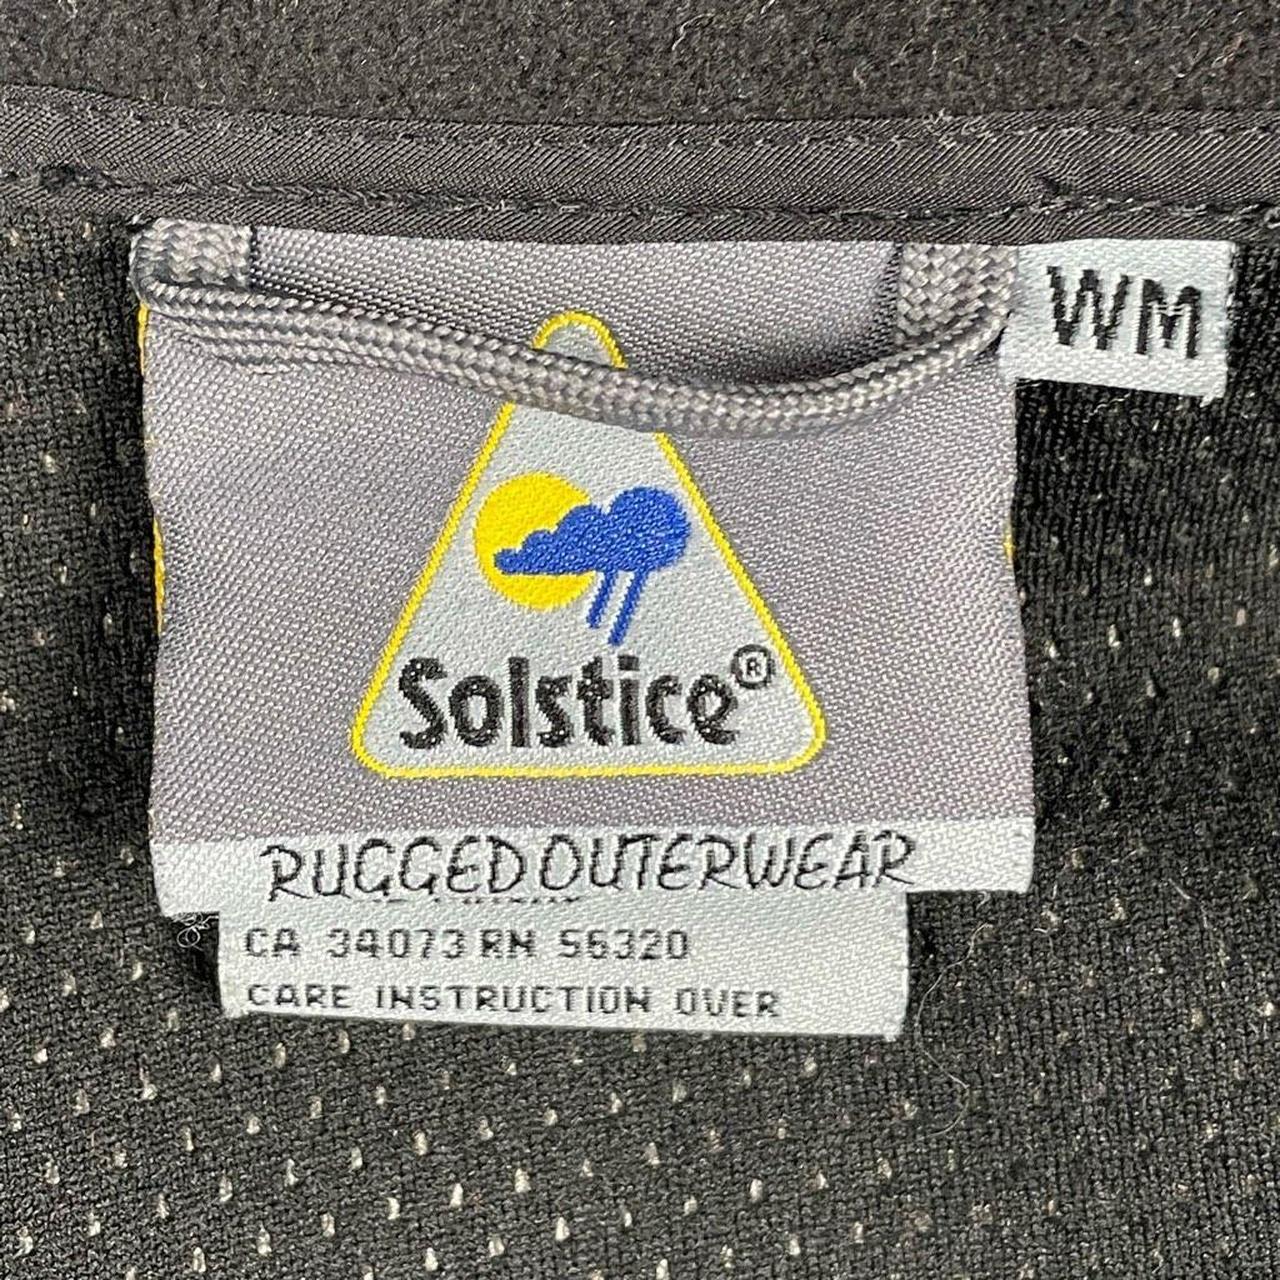 WM
Solstice®
RUGGED OUTERWEAR
CA 34073 RN 56320
CARE INSTRUCTION OVER